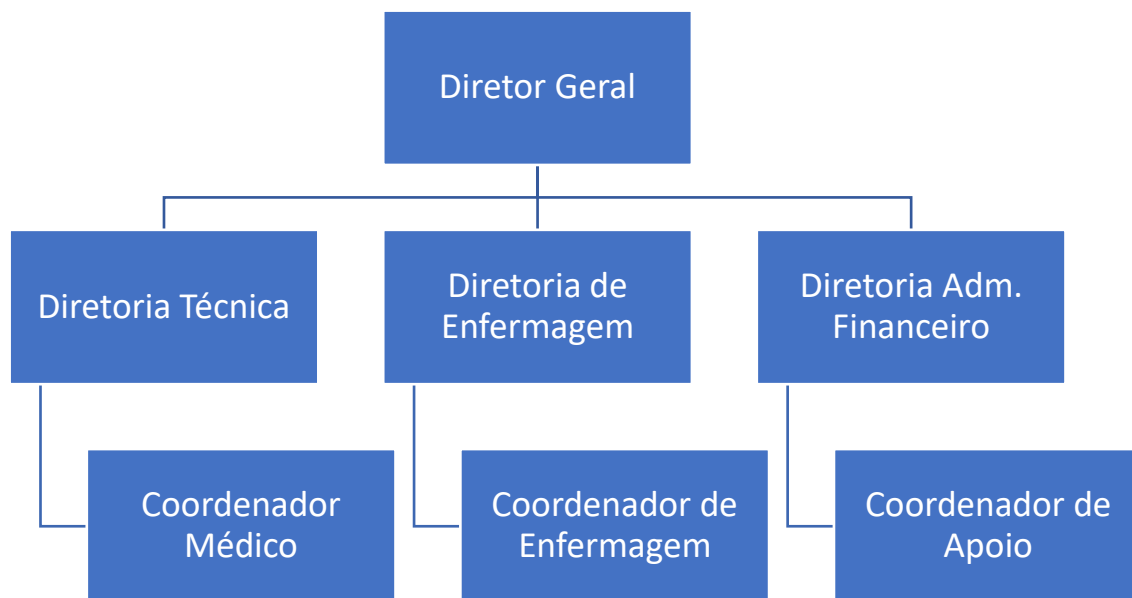 Diretor Geral
Diretoria Técnica
Diretoria de
Enfermagem
Diretoria Adm.
Financeiro
Coordenador
Médico
Coordenador de
Enfermagem
Coordenador de
Apoio